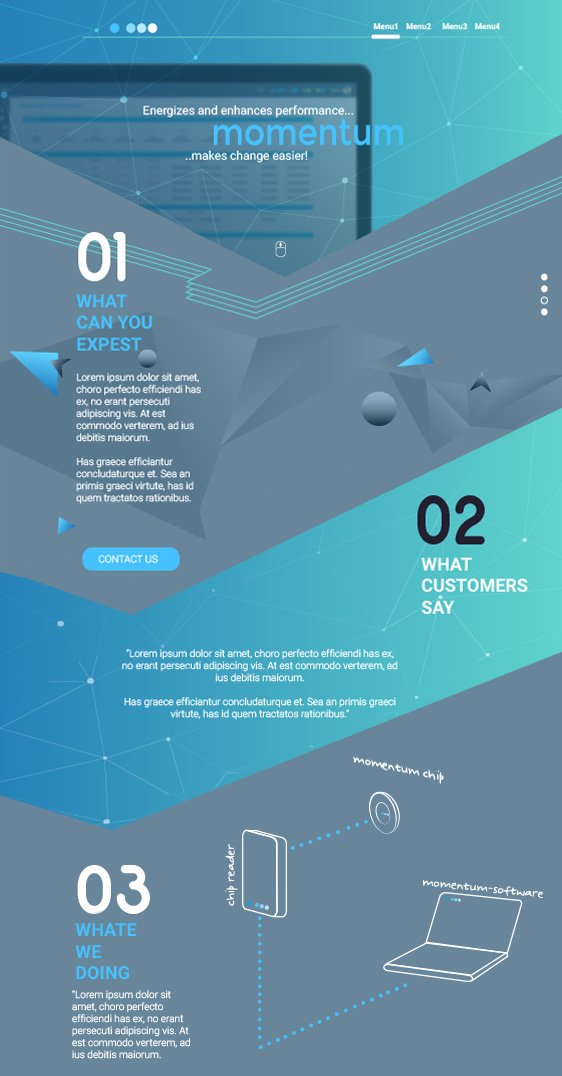 Menu1 Menu2 Menu3 Menu4
Energizes and enhances performance...
momentum
..makes change easier!
01
WHAT
CAN YOU
EXPEST
Lorem ipsum dolor sit amet,
choro perfecto efficiendi has
ex, no erant persecuti
adipiscing vis. At est
commodo verterem, ad ius
debitis maiorum.
Has graece efficiantur
concludaturque et. Sea an
primis graeci virtute, has id
quem tractatos rationibus.
CONTACT US
02
WHAT
CUSTOMERS
SAY
"Lorem ipsum dolor sit amet, choro perfecto efficiendi has ex,
no erant persecuti adipiscing vis. At est commodo verterem, ad
ius debitis maiorum.
Has graece efficiantur concludaturque et. Sea an primis graeci
virtute, has id quem tractatos rationibus."
momentum chip
chip reader
momentum-software
03
WHATE
WE
DOING
"Lorem ipsum dolor sit
amet, choro perfecto
efficiendi has ex, no erant
persecuti adipiscing vis. At
est commodo verterem, ad
ius debitis maiorum.